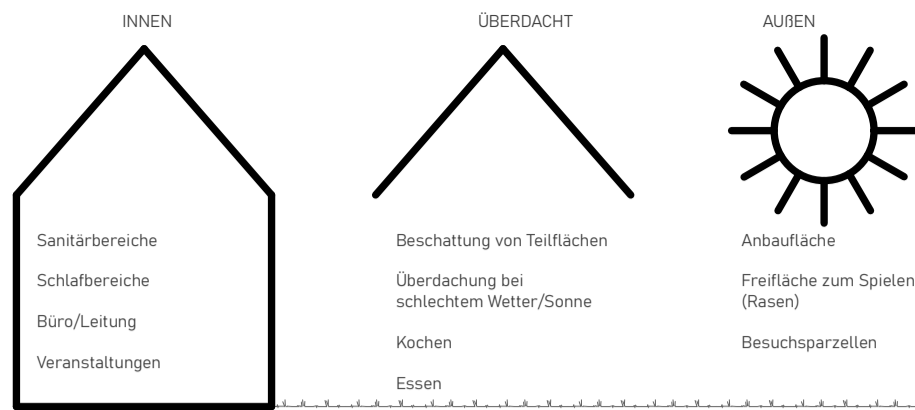 INNEN
Sanitärbereiche
Schlafbereiche
Büro/Leitung
Veranstaltungen
ÜBERDACHT
Beschattung von Teilflächen
Überdachung bei
schlechtem Wetter/Sonne
Kochen
Essen
AUßEN
Anbaufläche
Freifläche zum Spielen
(Rasen)
Besuchsparzellen